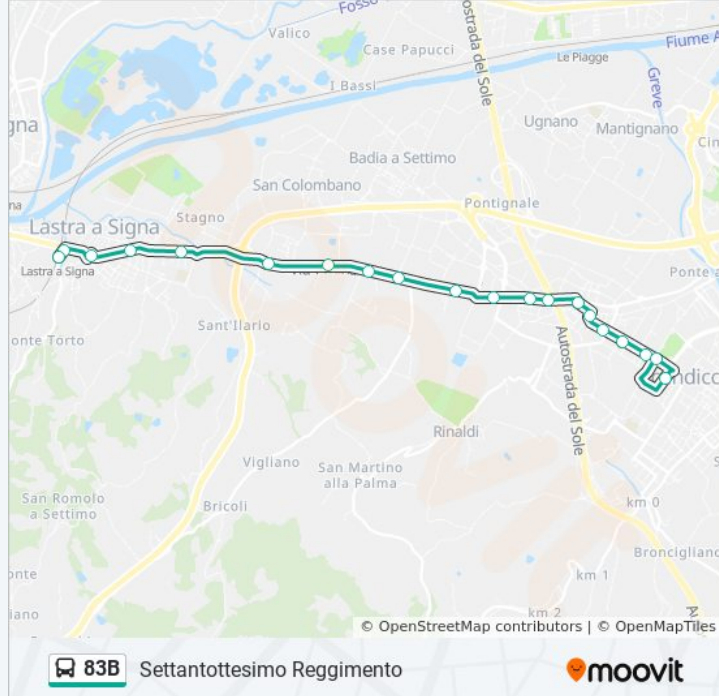 Fosso
Valico
Case Papucci
ostrada del Sole
Fiume A
Le Piagge
I Bassi
Greve
Ugnano
Mantignano
gna
Cin
Badia a Settimo
San Colombano
na
Stagno
Pontignale
Lastra a Signa
Lastra a Signa
Ponte a
Sant'Ilario
onte Torto
Autostrada del Sole
ndicc
Rinaldi
Vigliano
San Martino
alla Palma
San Romolo
a Settimo
Bricoli
km 0
Broncigliano
onte
km 1
iano
km 2
© OpenStreetMap contributors | © OpenMapTiles
83B Settantottesimo Reggimento
moovit